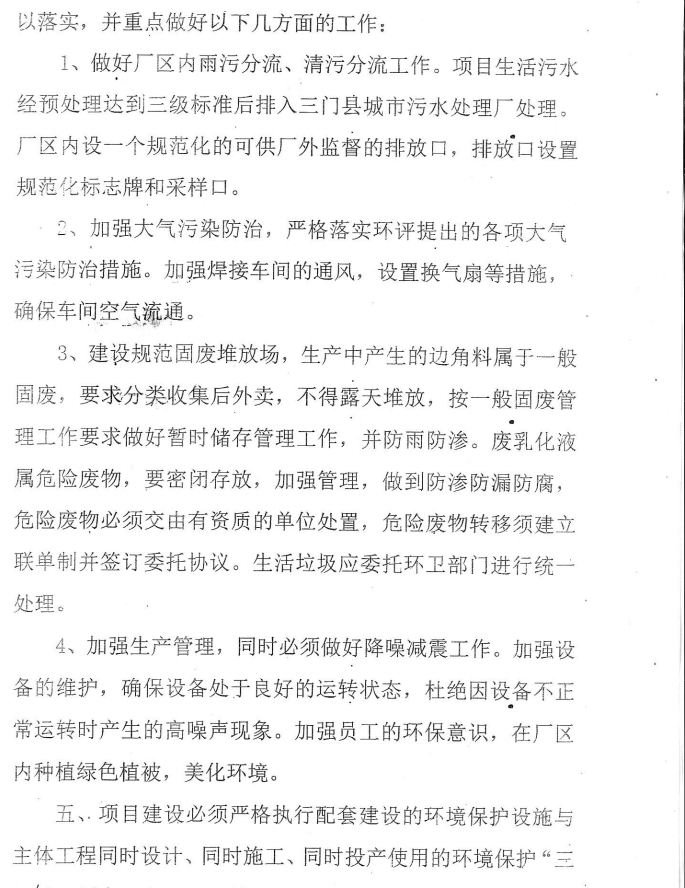 以落实，并重点做好以下几方面的工作：
1、做好厂区内雨污分流、清污分流工作。项目生活污水
经预处理达到三级标准后排入三门县城市污水处理厂处理。
厂区内设一个规范化的可供厂外监督的排放口，排放口设置
规范化标志牌和采样口。
2、加强大气污染防治，严格落实环评提出的各项大气
污染防治措施。加强焊接车间的通风，设置换气扇等措施，
确保车间空气流通。
3、建设规范固废堆放场，生产中产生的边角料属于一般
固废，要求分类收集后外卖，不得露天堆放，按一般固废管
理工作要求做好暂时储存管理工作，并防雨防渗。废乳化液
属危险废物，要密闭存放，加强管理，做到防渗防漏防腐，
危险废物必须交由有资质的单位处置，危险废物转移须建立
联单制并签订委托协议。生活垃圾应委托环卫部门进行统一
处理。
4、加强生产管理，同时必须做好降噪减震工作。加强设
备的维护，确保设备处于良好的运转状态，杜绝因设备不正
常运转时产生的高噪声现象。加强员工的环保意识，在厂区
内种植绿色植被，美化环境。
五、项目建设必须严格执行配套建设的环境保护设施与
主体工程同时设计、同时施工、同时投产使用的环境保护“三